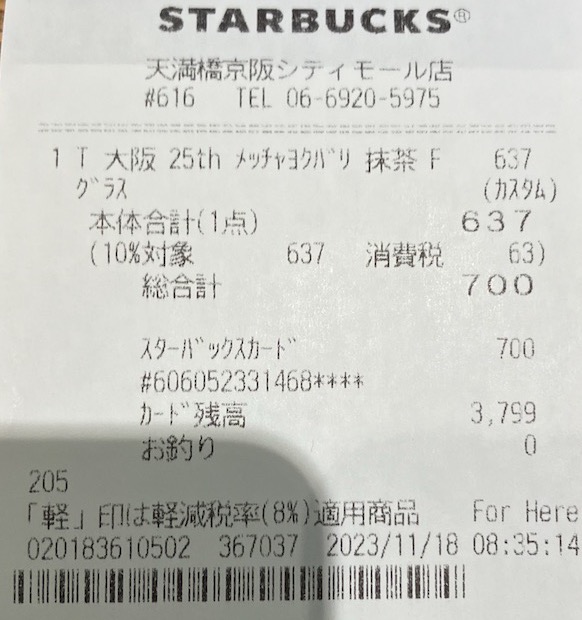 STARBUCKS®
天満橋京阪シティモール店
#616 TEL 06-6920-5975
1 T 大阪 25th ﾒｯﾁｬﾖｸﾊﾞﾘ 抹茶 F 637
ｸﾞﾗｽ (ｶｽﾀﾑ)
本体合計(1点) 637
(10%対象 637 消費税 63)
総合計 700
ｽﾀｰﾊﾞｯｸｽｶｰﾄﾞ 700
#606052331468****
ｶｰﾄﾞ残高 3,799
お釣り 0
205
「軽」印は軽減税率(8%)適用商品 For Here
020183610502 367037 2023/11/18 08:35:14